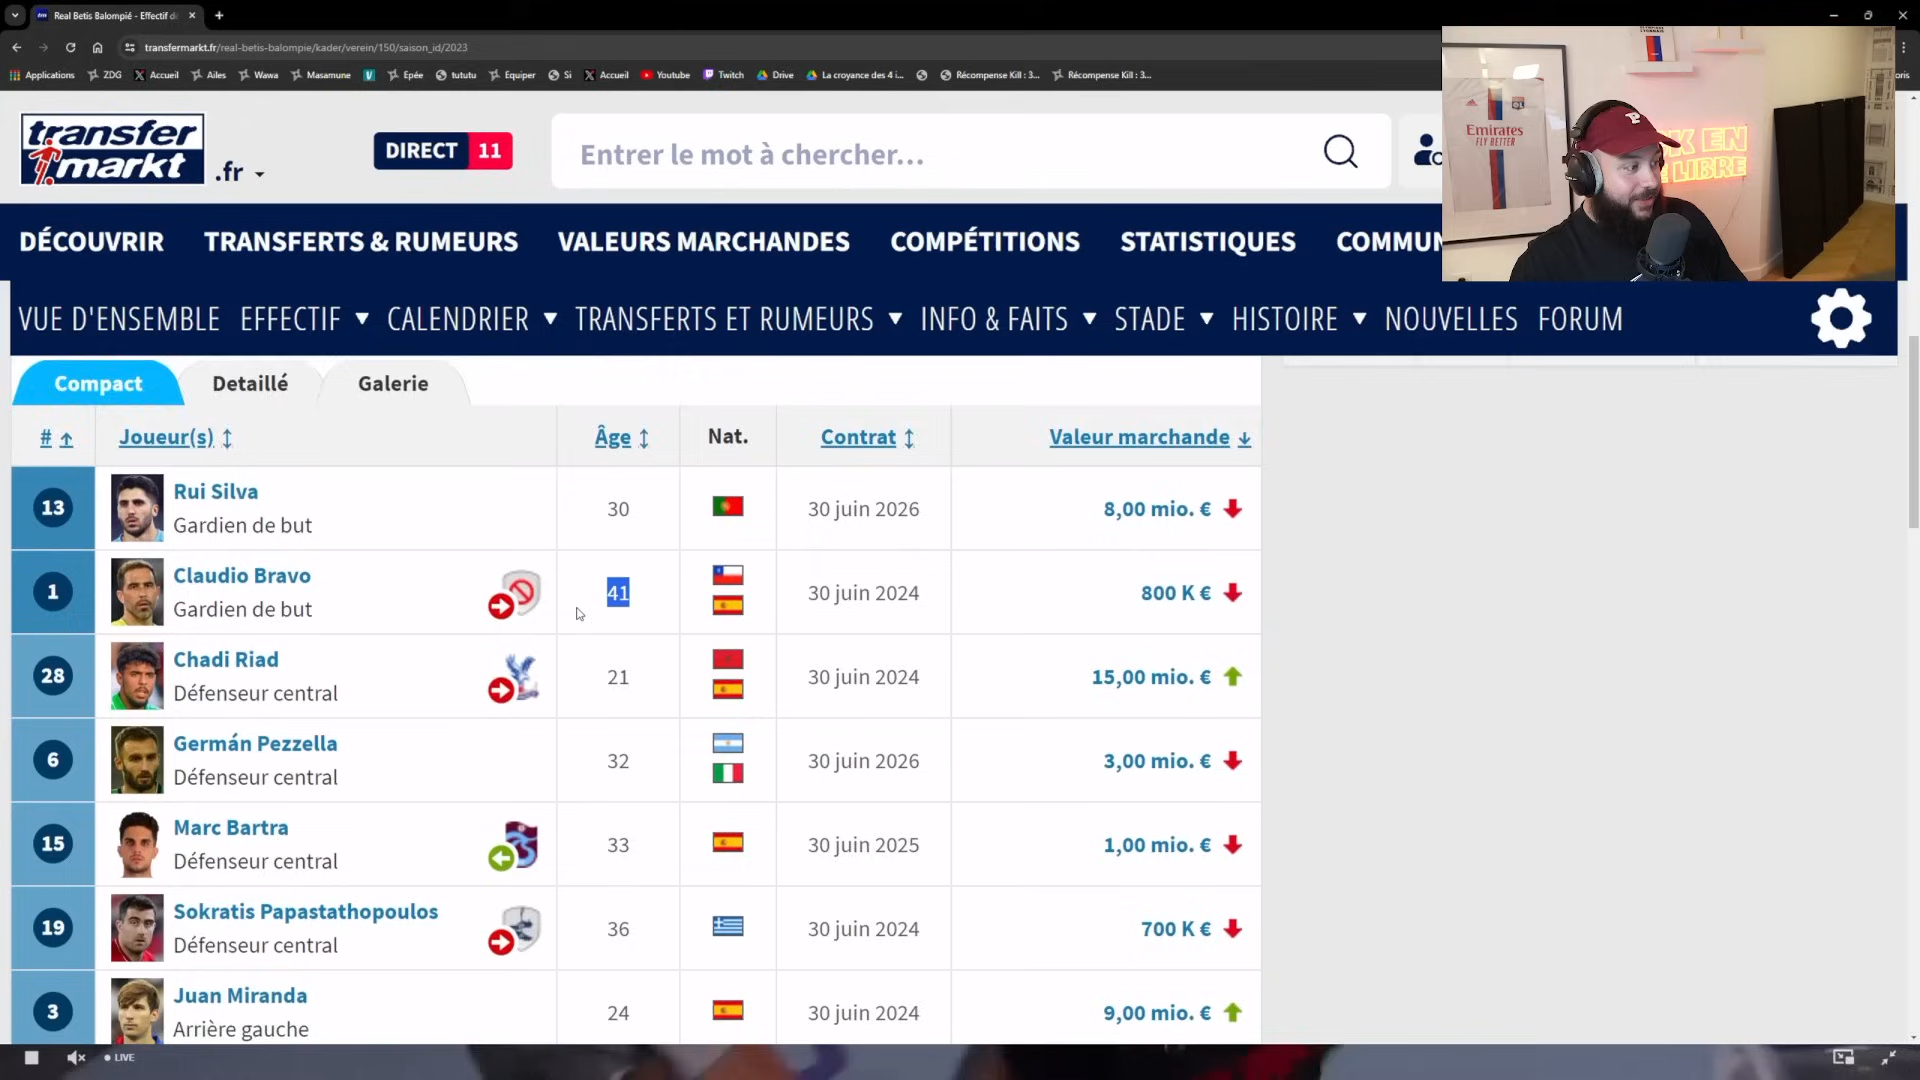 Real Betis Balompié - Effectif dé
transfermarkt.fr/real-betis-balompie/kader/verein/150/saison_id/2023
Applications ZDG Accueil Ailes Wawa Masamune Epée tututu Equiper Si Accueil Youtube Twitch Drive La croyance des 4 i... Récompense Kill : 3... Récompense Kill : 3... oris
transfer
markt .fr
DIRECT 11
Entrer le mot à chercher...
Emirates
FLY BETTER
OK EN
LIBRE
DÉCOUVRIR TRANSFERTS & RUMEURS VALEURS MARCHANDES COMPÉTITIONS STATISTIQUES COMMUN
VUE D'ENSEMBLE EFFECTIF CALENDRIER TRANSFERTS ET RUMEURS INFO & FAITS STADE HISTOIRE NOUVELLES FORUM
Compact Detaillé Galerie
# Joueur(s) Âge Nat. Contrat Valeur marchande
13 Rui Silva 30 30 juin 2026 8,00 mio. €
Gardien de but
1 Claudio Bravo 41 30 juin 2024 800 K €
Gardien de but
28 Chadi Riad 21 30 juin 2024 15,00 mio. €
Défenseur central
6 Germán Pezzella 32 30 juin 2026 3,00 mio. €
Défenseur central
15 Marc Bartra 33 30 juin 2025 1,00 mio. €
Défenseur central
19 Sokratis Papastathopoulos 36 30 juin 2024 700 K €
Défenseur central
3 Juan Miranda 24 30 juin 2024 9,00 mio. €
Arrière gauche
LIVE